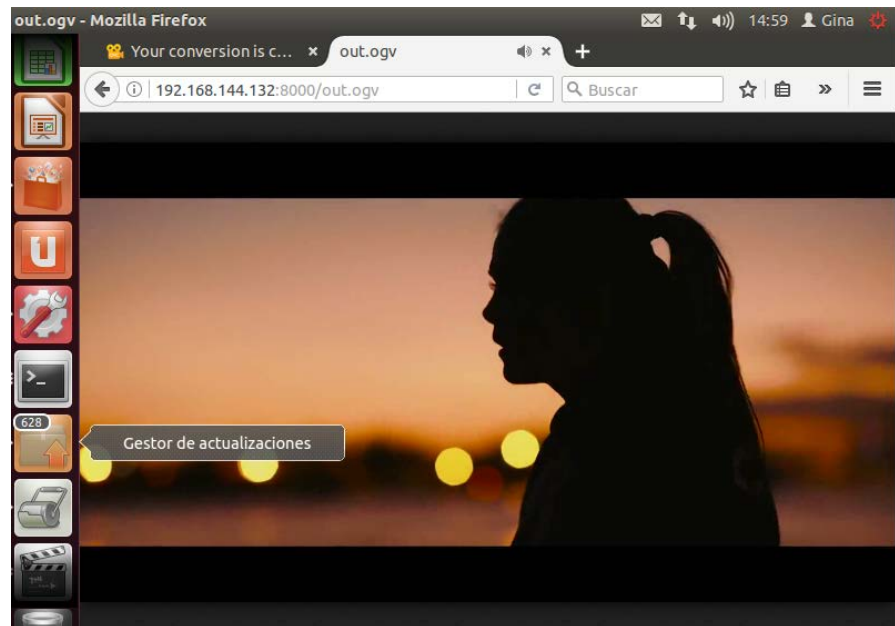 out.ogv - Mozilla Firefox
14:59 Gina
Your conversion is c...
out.ogv
192.168.144.132:8000/out.ogv
Buscar
628
Gestor de actualizaciones